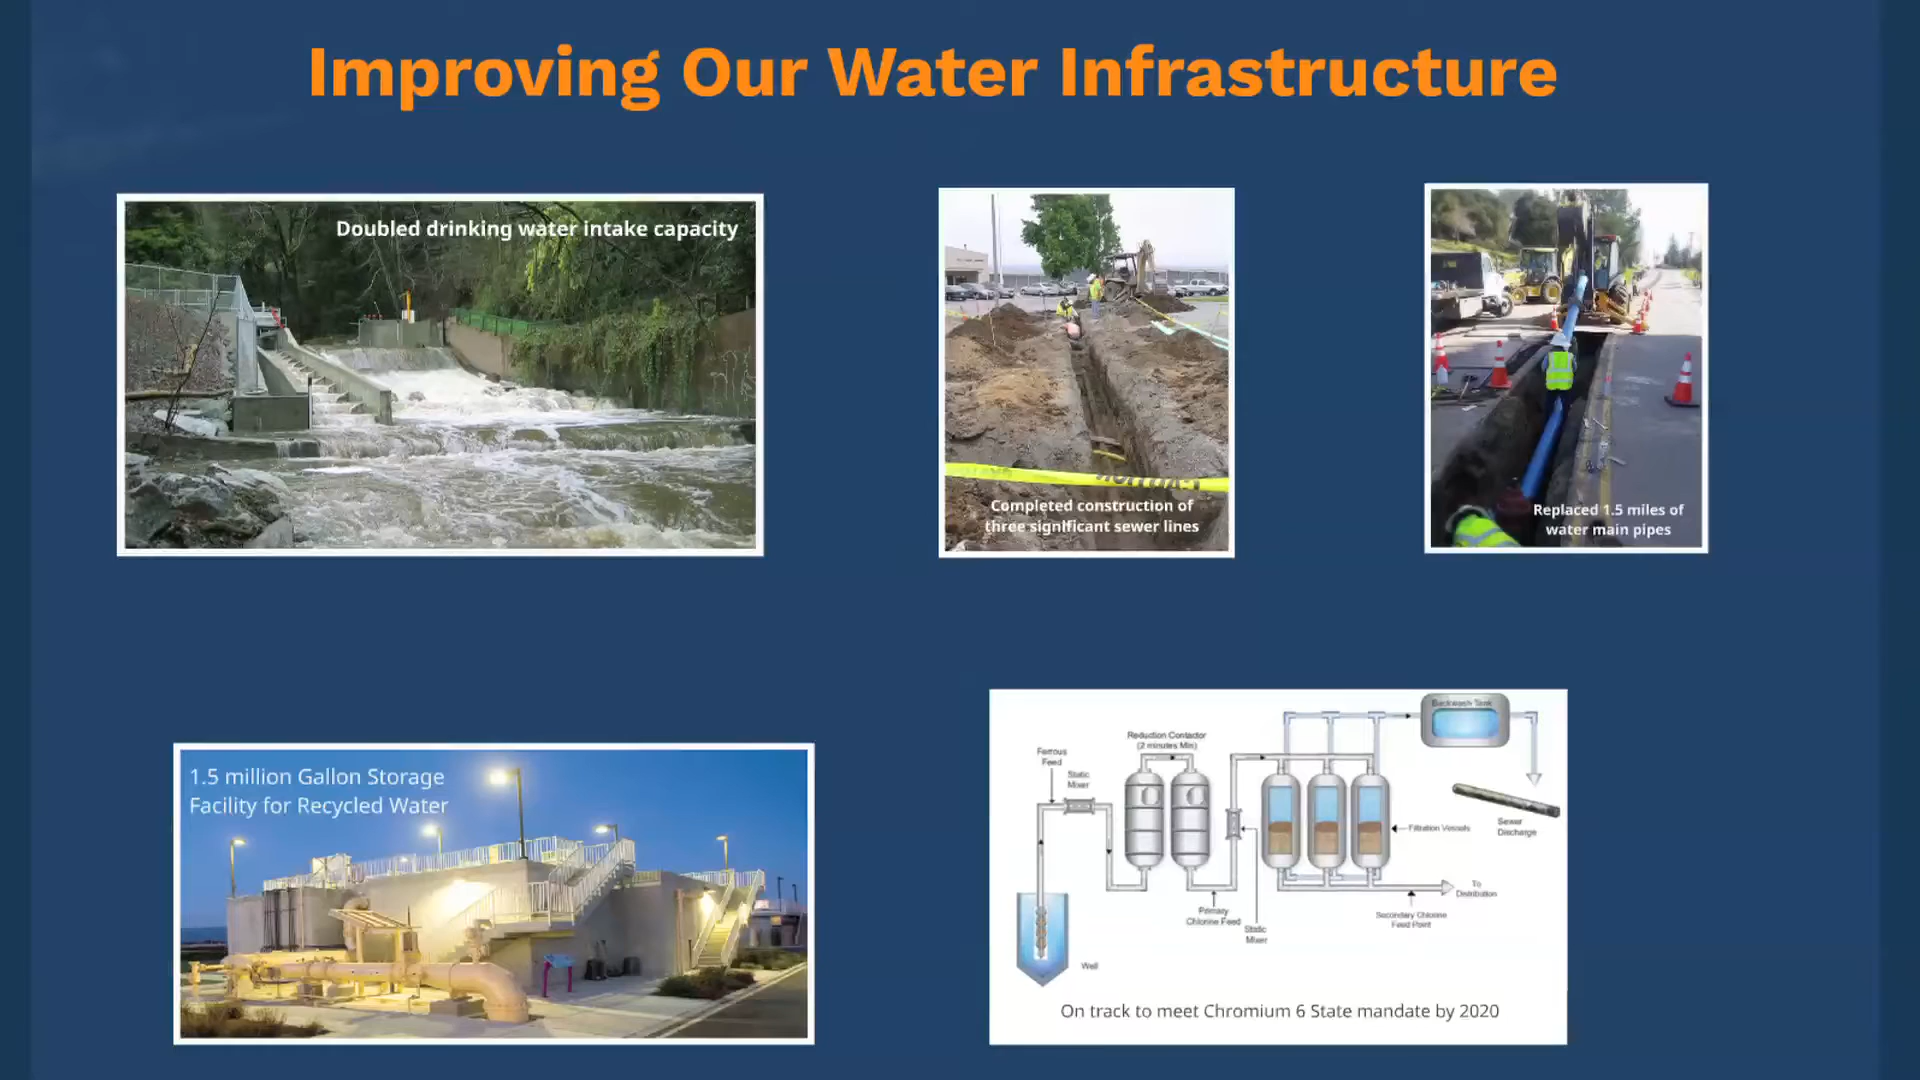 Improving Our Water Infrastructure
Doubled drinking water intake capacity
CAUTION
Completed construction of
three significant sewer lines
Replaced 1.5 miles of
water main pipes
1.5 million Gallon Storage
Facility for Recycled Water
Backwash Tank
Reduction Contactor
(2 minutes Min)
Ferrous
Feed
Static
Mixer
Sewer
Discharge
Filtration Vessels
To
Distribution
Primary
Chlorine Feed
Secondary Chlorine
Feed Point
Static
Mixer
Well
On track to meet Chromium 6 State mandate by 2020